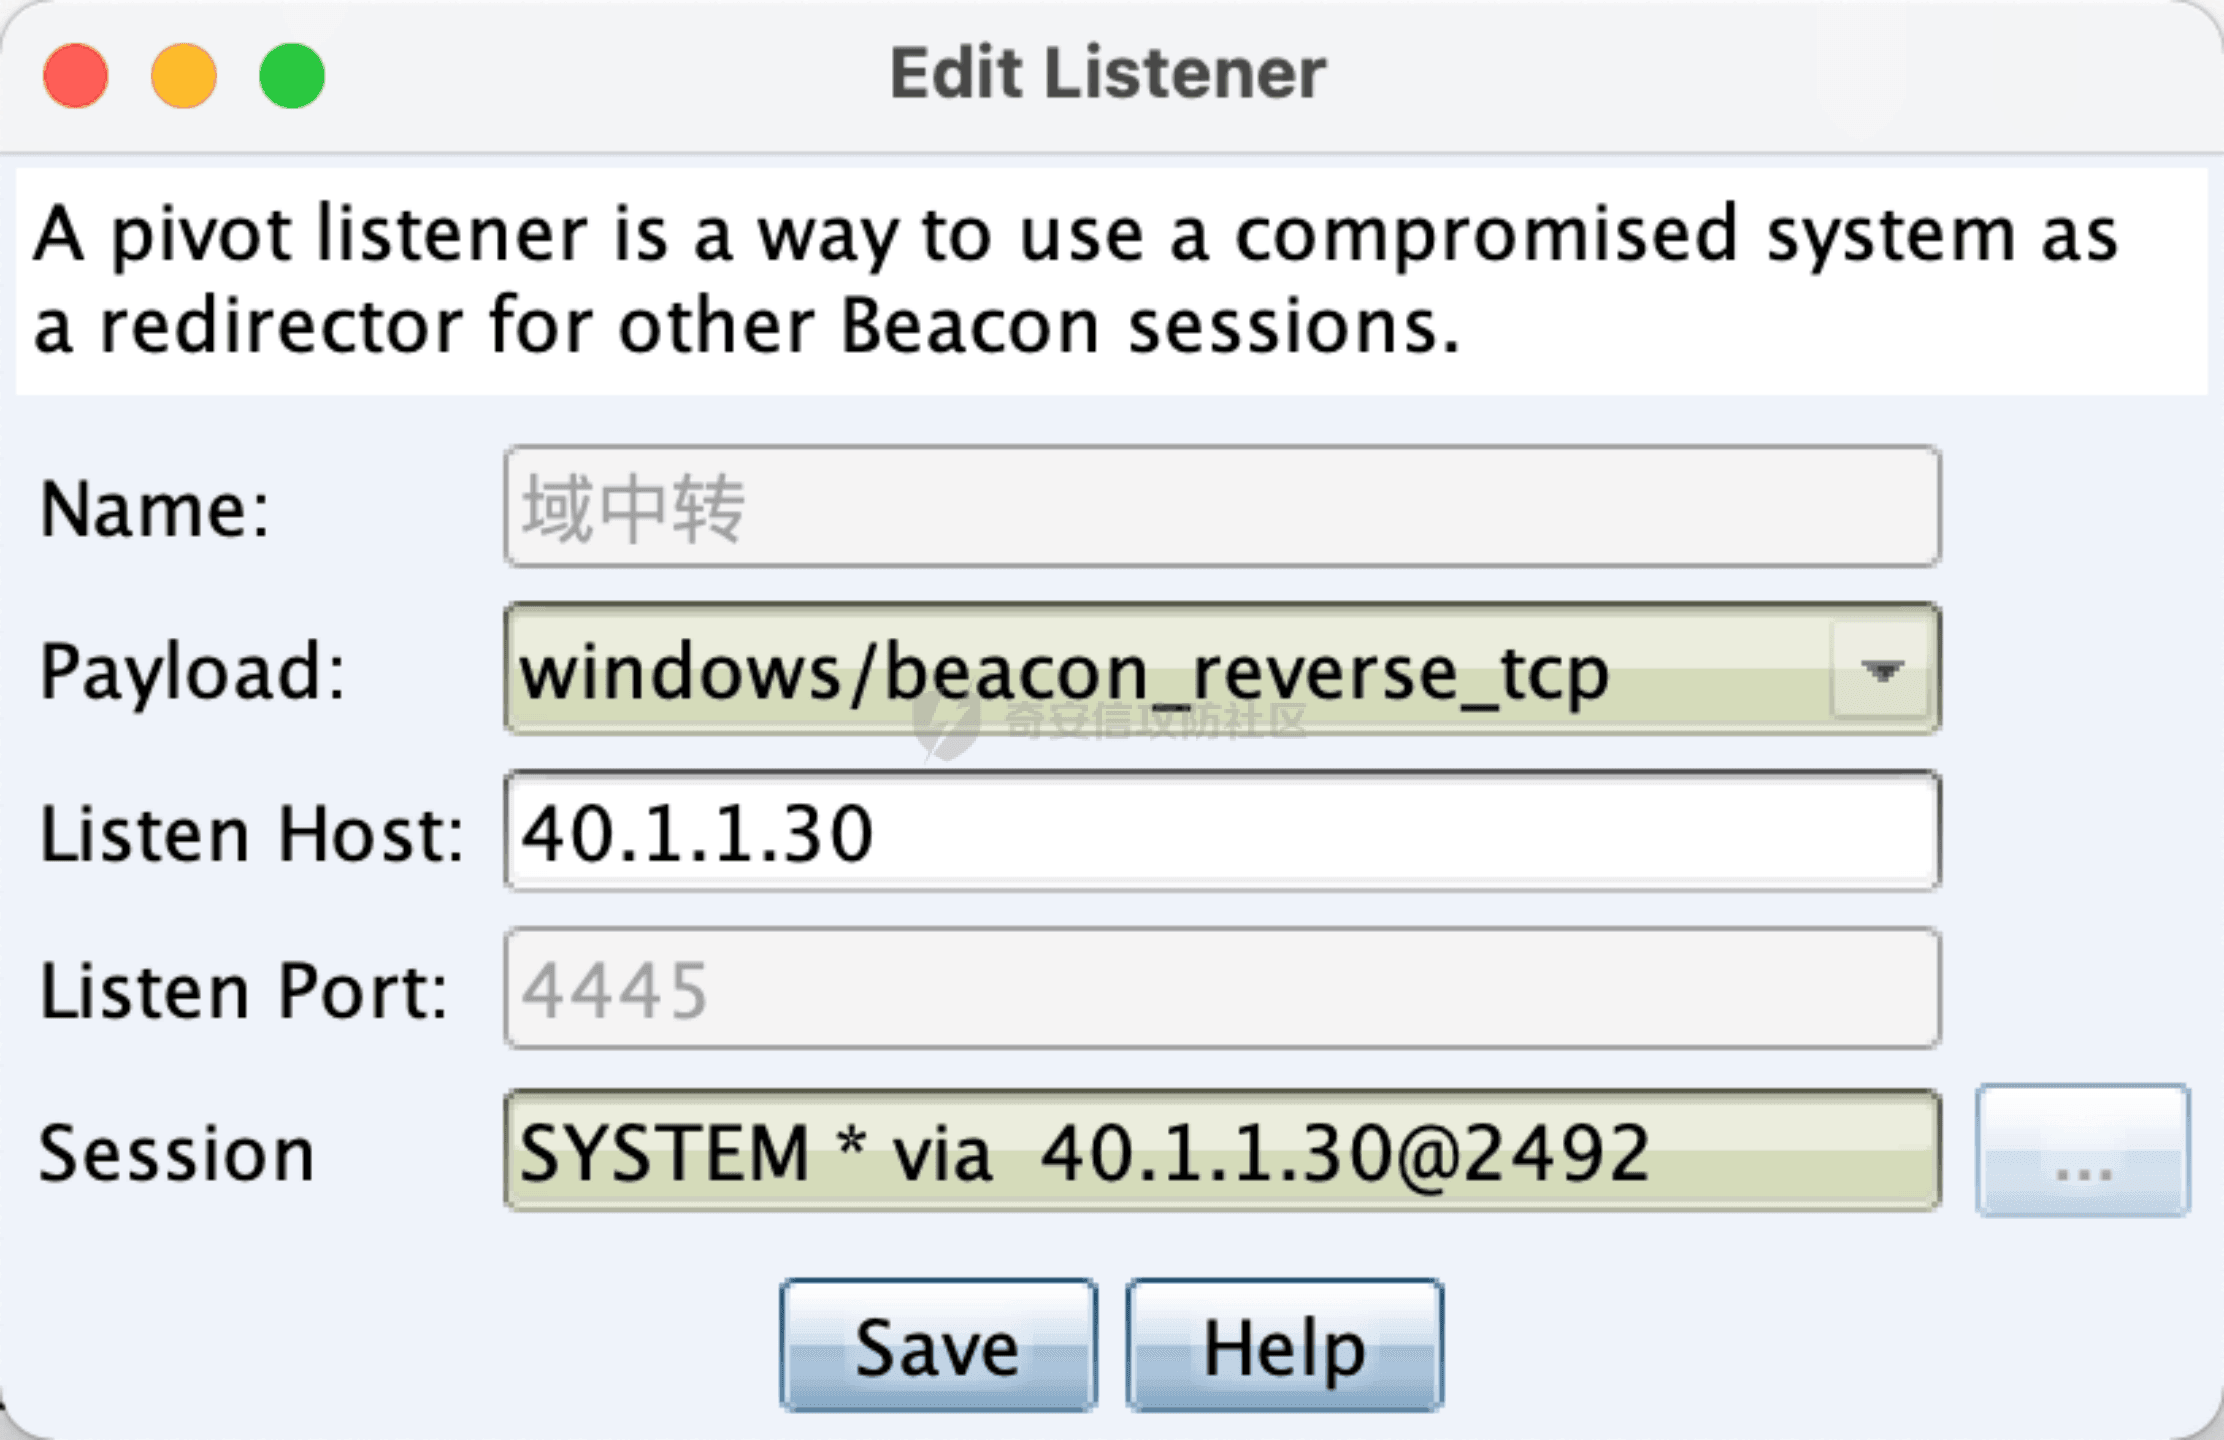 Edit Listener
A pivot listener is a way to use a compromised system as
a redirector for other Beacon sessions.
Name: 域中转
Payload: windows/beacon_reverse_tcp
奇安信攻防社区
Listen Host: 40.1.1.30
Listen Port: 4445
Session SYSTEM * via  40.1.1.30@2492 ...
Save Help